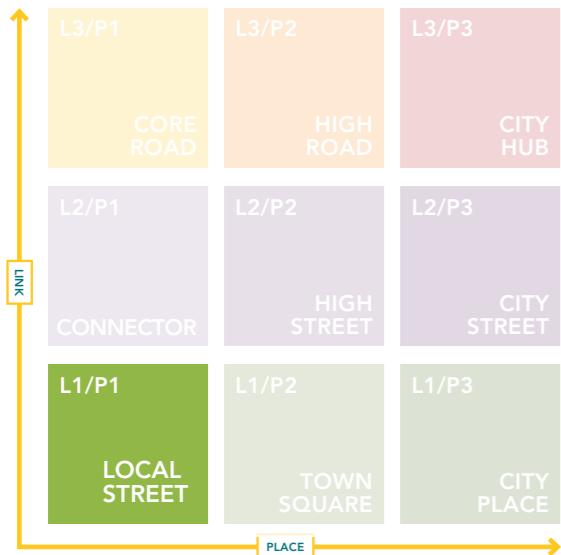 L3/P1
CORE
ROAD
L3/P2
HIGH
ROAD
L3/P3
CITY
HUB
L2/P1
CONNECTOR
L2/P2
HIGH
STREET
L2/P3
CITY
STREET
LINK
L1/P1
LOCAL
STREET
L1/P2
TOWN
SQUARE
L1/P3
CITY
PLACE
PLACE